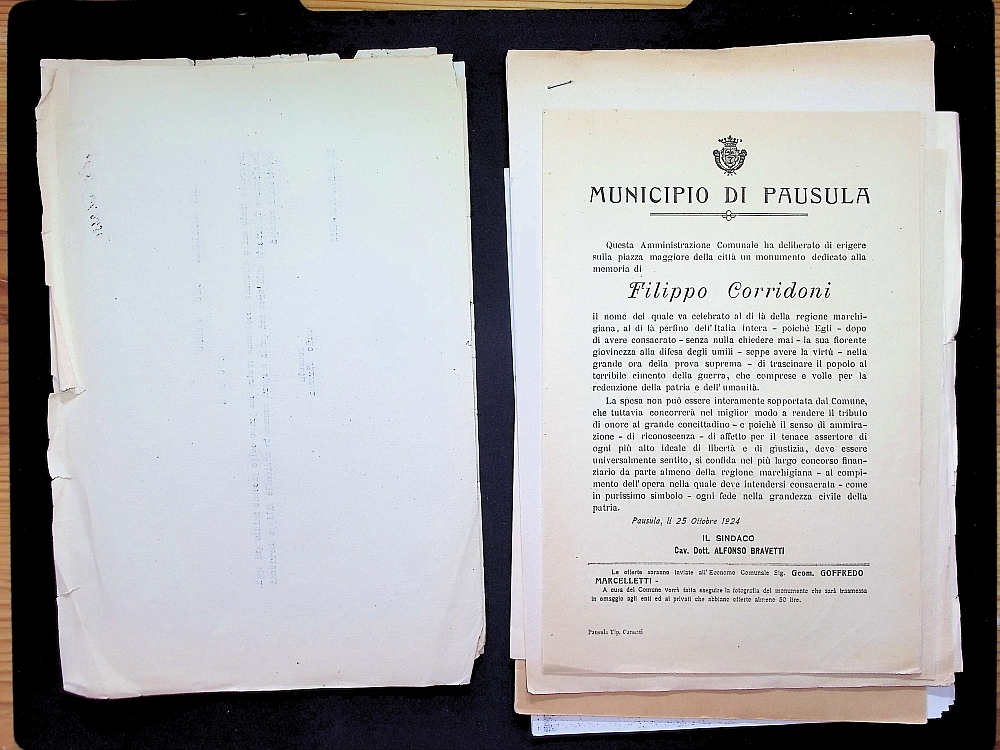 MUNICIPIO DI PAUSULA
Questa Amministrazione Comunale ha deliberato di erigere
sulla piazza maggiore della città un monumento dedicato alla
memoria di
Filippo Corridoni
il nome del quale va celebrato al di là della regione marchi-
giana, al di là perfino dell'Italia intera - poichè Egli - dopo
di avere consacrato - senza nulla chiedere mai - la sua fiorente
giovinezza alla difesa degli umili - seppe avere la virtù - nella
grande ora della prova suprema - di trascinare il popolo al
terribile cimento della guerra, che comprese e volle per la
redenzione della patria e dell'umanità.
La spesa non può essere interamente sopportata dal Comune,
che tuttavia concorrerà nel miglior modo a rendere il tributo
di onore al grande concittadino - e poichè il senso di ammira-
zione - di riconoscenza - di affetto per il tenace assertore di
ogni più alto ideale di libertà e di giustizia, deve essere
universalmente sentito, si confida nel più largo concorso finan-
ziario da parte almeno della regione marchigiana - al compi-
mento dell'opera nella quale deve intendersi consacrata - come
in purissimo simbolo - ogni fede nella grandezza civile della
patria.
Pausula, li 25 Ottobre 1924
IL SINDACO
Cav. Dott. ALFONSO BRAVETTI
Le offerte saranno inviate all'Economo Comunale Sig. Geom. GOFFREDO
MARCELLETTI -
A cura del Comune verrà fatta eseguire la fotografia del monumento che sarà trasmessa
in omaggio agli enti ed ai privati che abbiano offerto almeno 50 lire.
Pausula Tip. Carnetti